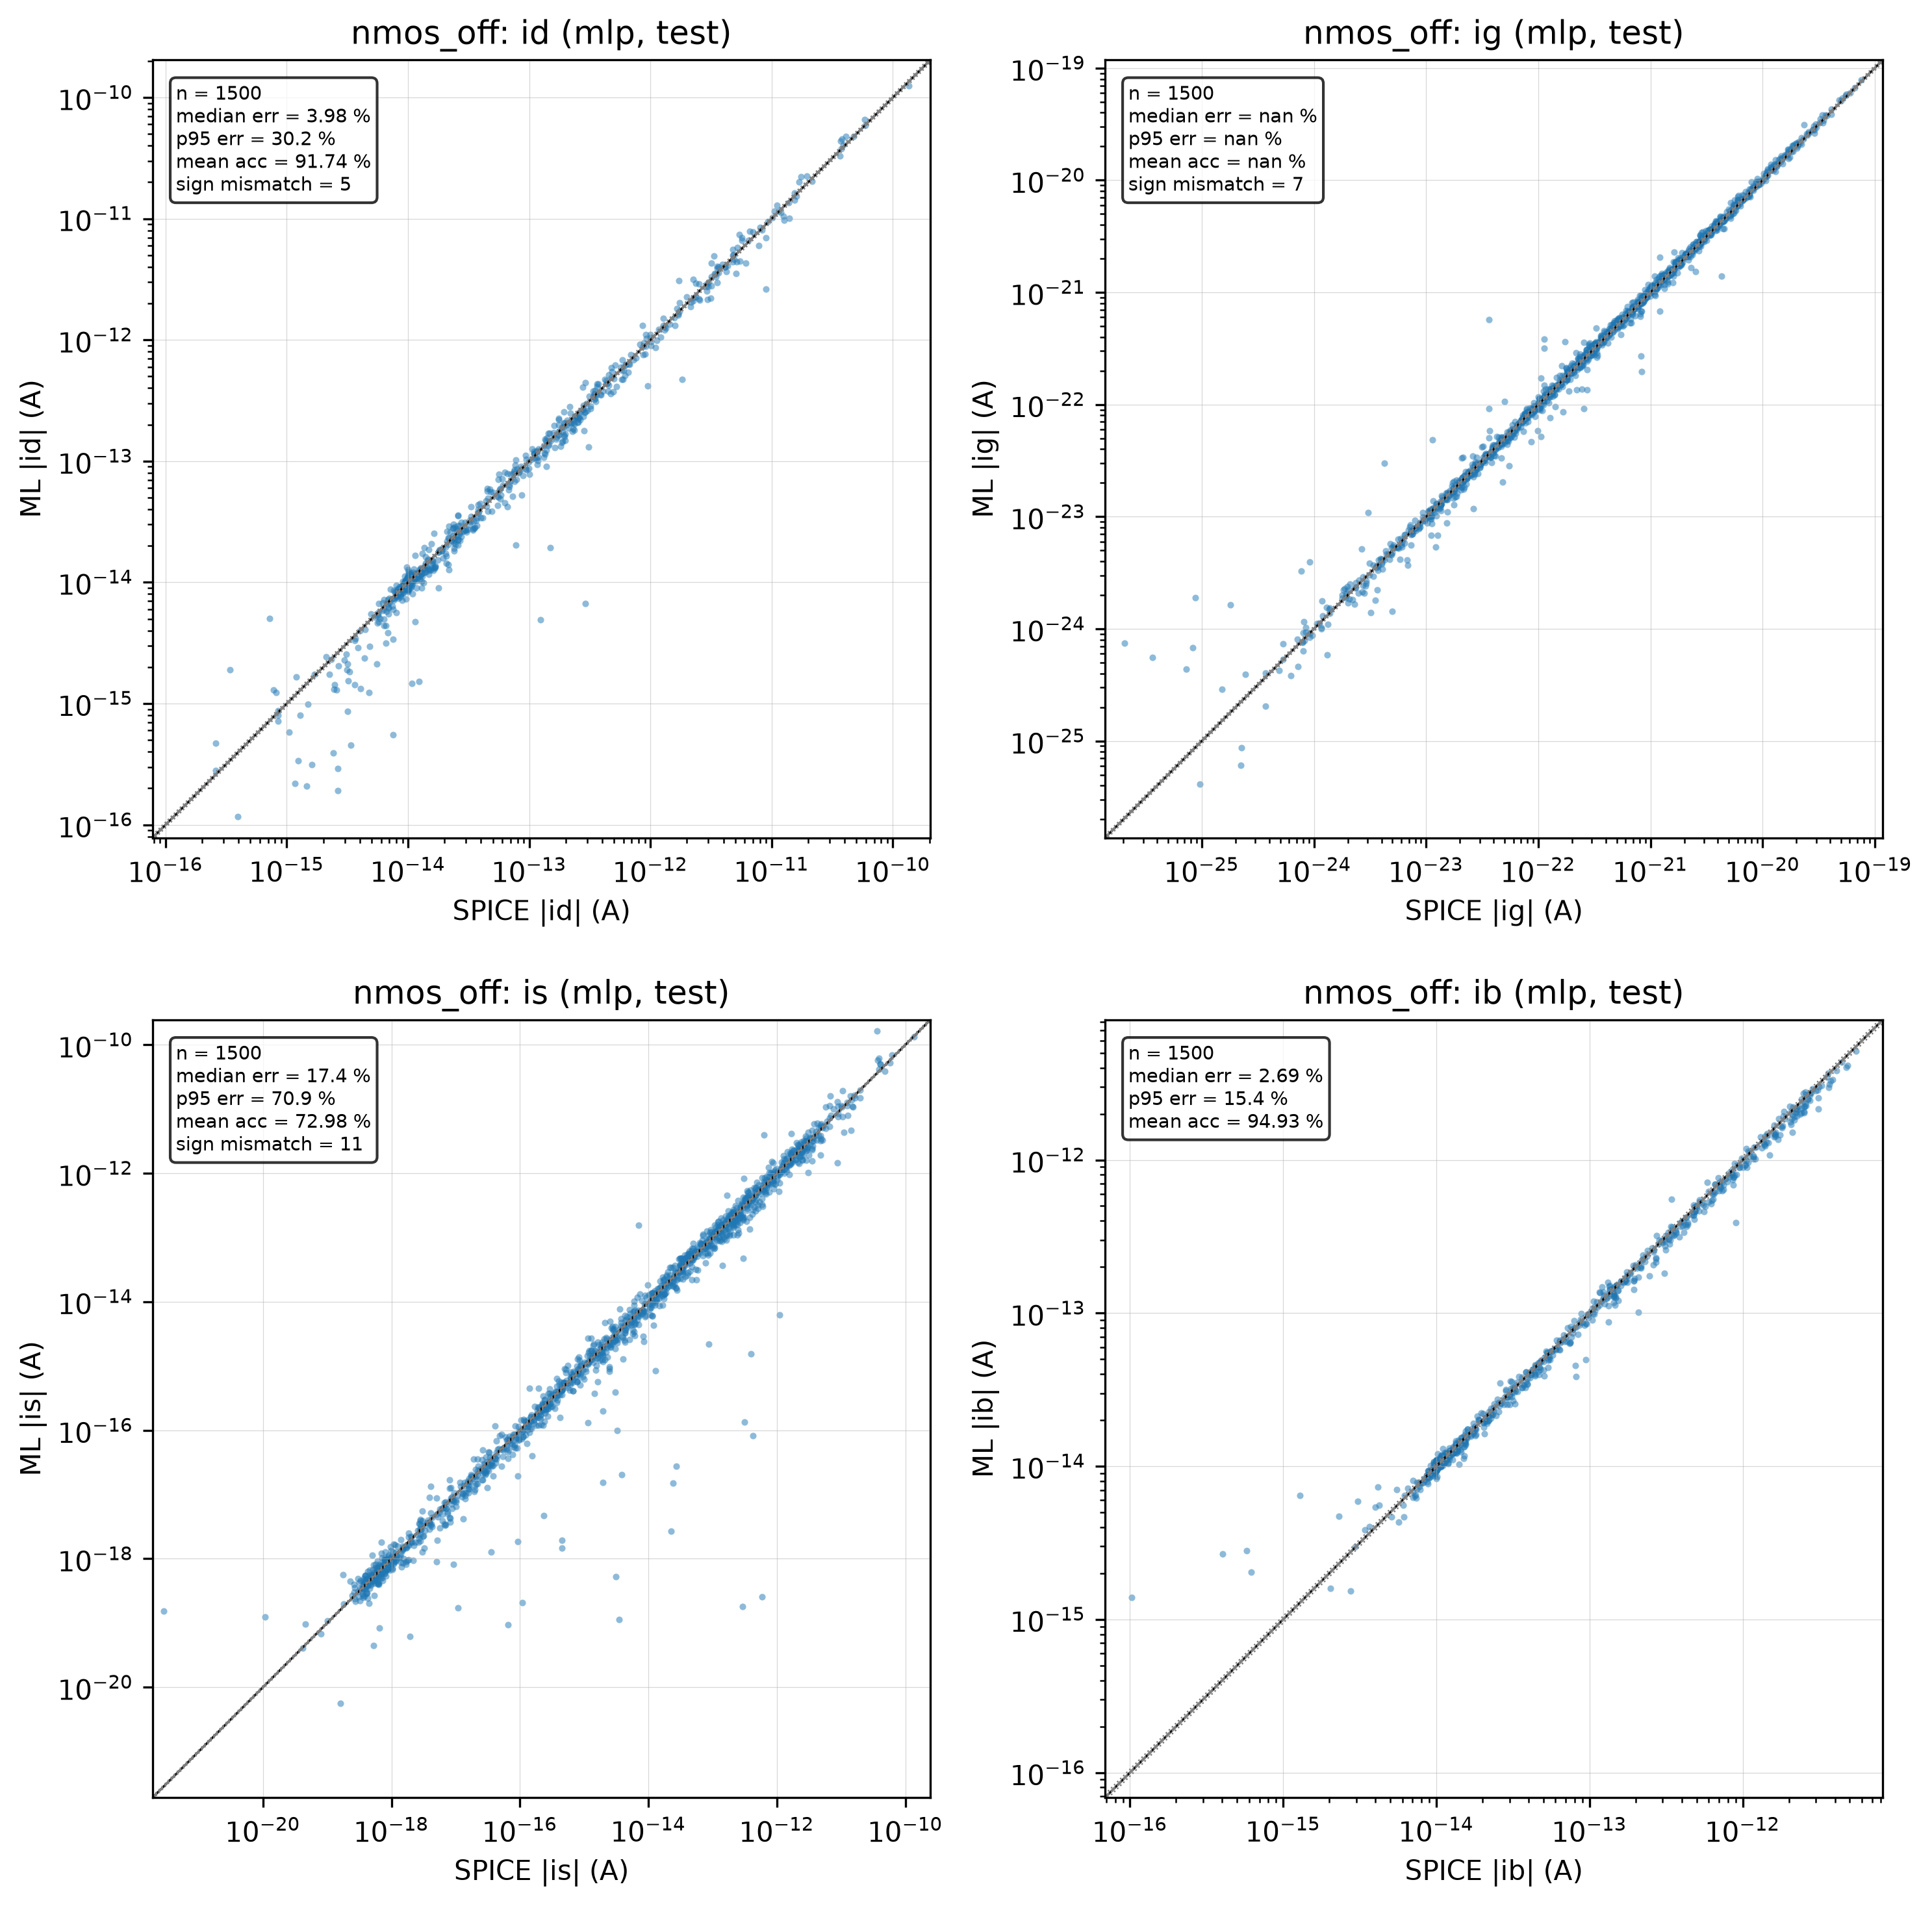 nmos_off: id (mlp, test)
n = 1500
median err = 3.98 %
p95 err = 30.2 %
mean acc = 91.74 %
sign mismatch = 5
10⁻¹⁰
10⁻¹¹
10⁻¹²
10⁻¹³
10⁻¹⁴
10⁻¹⁵
10⁻¹⁶
ML |id| (A)
10⁻¹⁶ 10⁻¹⁵ 10⁻¹⁴ 10⁻¹³ 10⁻¹² 10⁻¹¹ 10⁻¹⁰
SPICE |id| (A)
nmos_off: ig (mlp, test)
n = 1500
median err = nan %
p95 err = nan %
mean acc = nan %
sign mismatch = 7
10⁻¹⁹
10⁻²⁰
10⁻²¹
10⁻²²
10⁻²³
10⁻²⁴
10⁻²⁵
ML |ig| (A)
10⁻²⁵ 10⁻²⁴ 10⁻²³ 10⁻²² 10⁻²¹ 10⁻²⁰ 10⁻¹⁹
SPICE |ig| (A)
nmos_off: is (mlp, test)
n = 1500
median err = 17.4 %
p95 err = 70.9 %
mean acc = 72.98 %
sign mismatch = 11
10⁻¹⁰
10⁻¹²
10⁻¹⁴
10⁻¹⁶
10⁻¹⁸
10⁻²⁰
ML |is| (A)
10⁻²⁰ 10⁻¹⁸ 10⁻¹⁶ 10⁻¹⁴ 10⁻¹² 10⁻¹⁰
SPICE |is| (A)
nmos_off: ib (mlp, test)
n = 1500
median err = 2.69 %
p95 err = 15.4 %
mean acc = 94.93 %
10⁻¹²
10⁻¹³
10⁻¹⁴
10⁻¹⁵
10⁻¹⁶
ML |ib| (A)
10⁻¹⁶ 10⁻¹⁵ 10⁻¹⁴ 10⁻¹³ 10⁻¹²
SPICE |ib| (A)